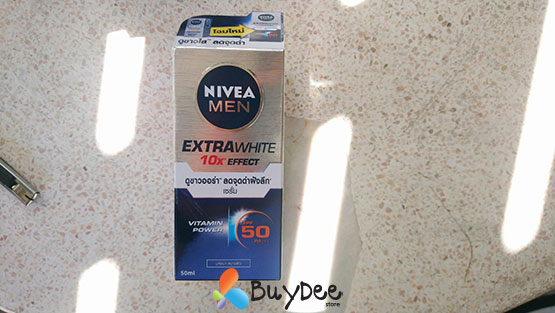 โฉมใหม่
ดูขาวใส ลดจุดด่ำ
NIVEA
MEN
EXTRAWHITE
10x EFFECT
ดูขาวออร่า ลดจุดดำฝังลึก
เซรั่ม
VITAMIN
POWER
SPF
50
50ml
BuyDee
store